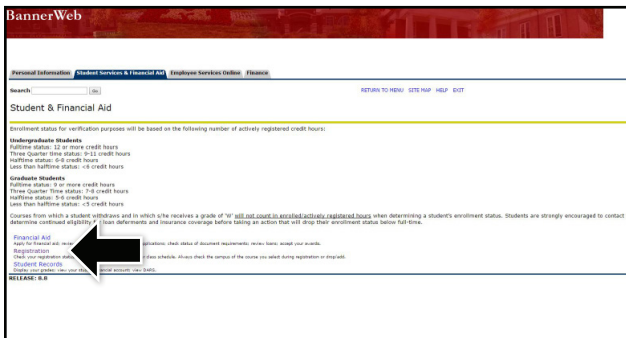 BannerWeb
Personal Information Student Services & Financial Aid Employee Services Online Finance
Search Go RETURN TO MENU SITE MAP HELP EXIT
Student & Financial Aid
Enrollment status for verification purposes will be based on the following number of actively registered credit hours:
Undergraduate Students
Fulltime status: 12 or more credit hours
Three Quarter time status: 9-11 credit hours
Halftime status: 6-8 credit hours
Less than halftime status: <6 credit hours
Graduate Students
Fulltime status: 9 or more credit hours
Three Quarter Time status: 7-8 credit hours
Halftime status: 5-6 credit hours
Less than halftime status: <5 credit hours
Courses from which a student withdraws and in which s/he receives a grade of 'W' will not count in enrolled/actively registered hours when determining a student's enrollment status. Students are strongly encouraged to contact
determine continued eligibility for loan deferments and insurance coverage before taking an action that will drop their enrollment status below full-time.
Financial Aid
Apply for financial aid; review applications; check status of document requirements; review loans; accept your awards.
Registration
Check your registration status class schedule. Always check the campus of the course you select during registration or drop/add.
Student Records
Display your grades; view your student financial account; view DARS.
RELEASE: 8.8